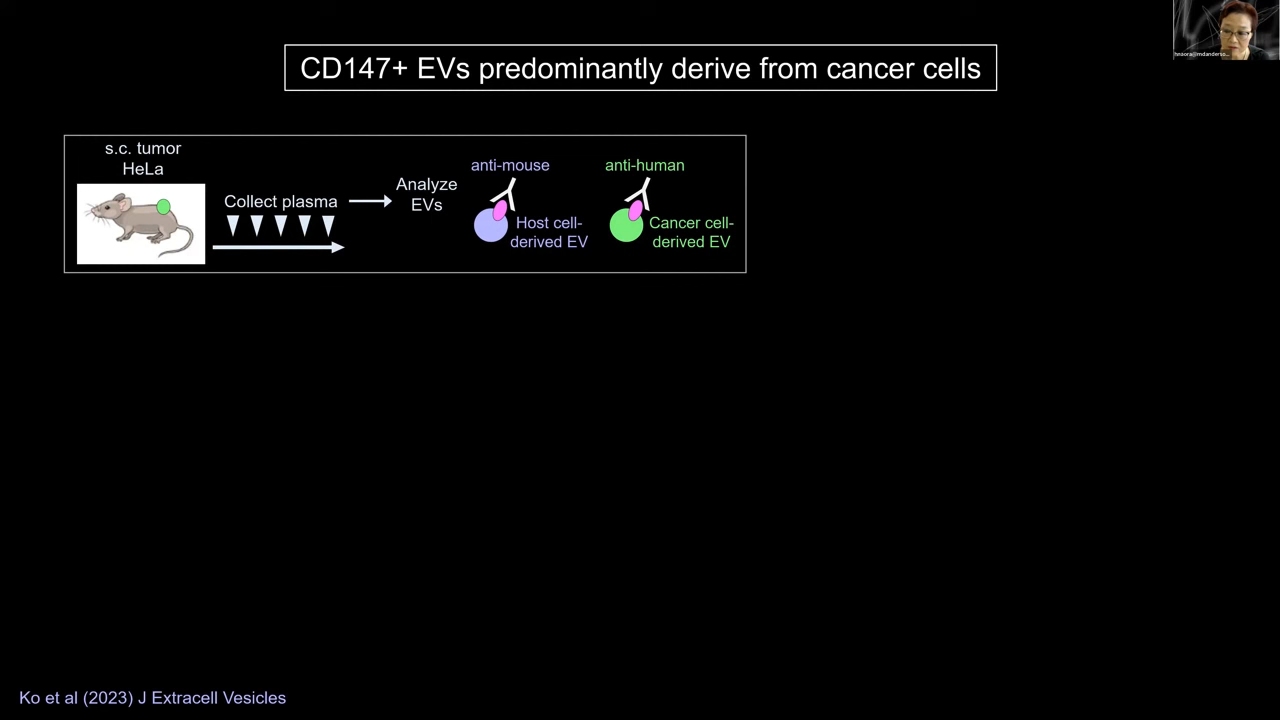 CD147+ EVs predominantly derive from cancer cells
s.c. tumor
HeLa
Collect plasma
Analyze
EVs
anti-mouse
Host cell-
derived EV
anti-human
Cancer cell-
derived EV
Ko et al (2023) J Extracell Vesicles